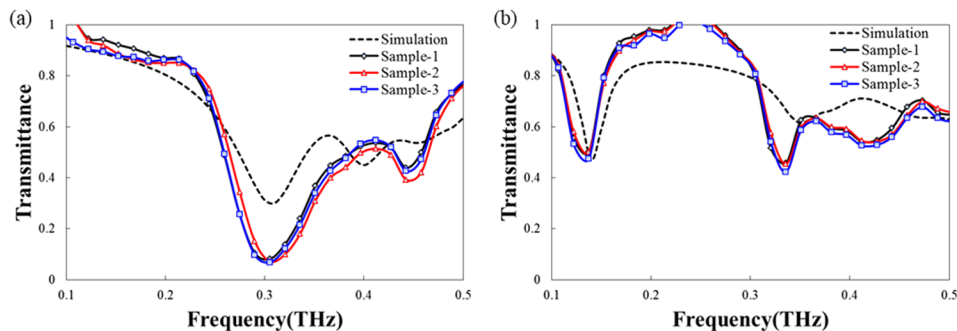 (a)
1
0.8
0.6
0.4
0.2
0
Transmittance
0.1
0.2
0.3
0.4
0.5
Frequency(THz)
Simulation
Sample-1
Sample-2
Sample-3
(b)
1
0.8
0.6
0.4
0.2
0
Transmittance
0.1
0.2
0.3
0.4
0.5
Frequency(THz)
Simulation
Sample-1
Sample-2
Sample-3